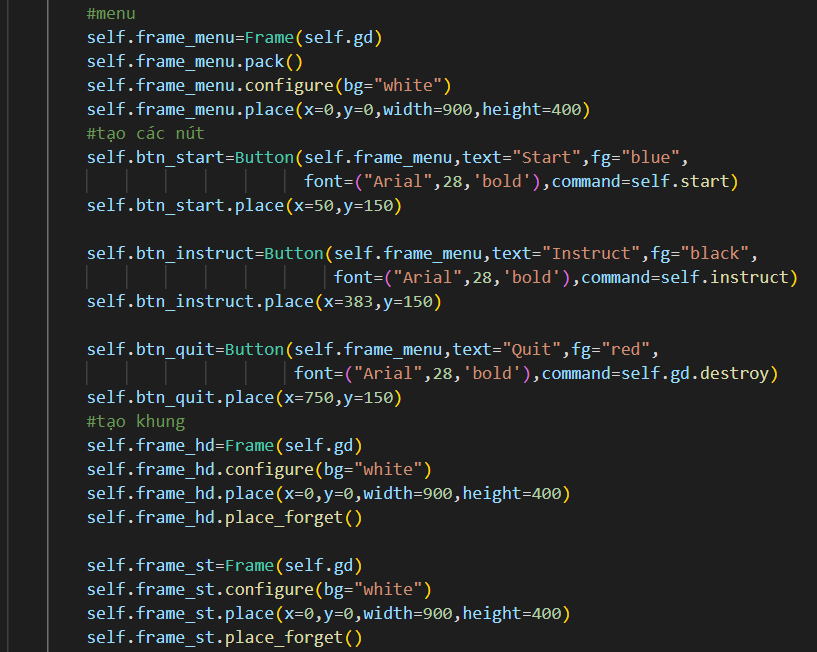 #menu
self.frame_menu=Frame(self.gd)
self.frame_menu.pack()
self.frame_menu.configure(bg="white")
self.frame_menu.place(x=0,y=0,width=900,height=400)
#tạo các nút
self.btn_start=Button(self.frame_menu,text="Start",fg="blue",
font=("Arial",28,'bold'),command=self.start)
self.btn_start.place(x=50,y=150)
self.btn_instruct=Button(self.frame_menu,text="Instruct",fg="black",
font=("Arial",28,'bold'),command=self.instruct)
self.btn_instruct.place(x=383,y=150)
self.btn_quit=Button(self.frame_menu,text="Quit",fg="red",
font=("Arial",28,'bold'),command=self.gd.destroy)
self.btn_quit.place(x=750,y=150)
#tạo khung
self.frame_hd=Frame(self.gd)
self.frame_hd.configure(bg="white")
self.frame_hd.place(x=0,y=0,width=900,height=400)
self.frame_hd.place_forget()
self.frame_st=Frame(self.gd)
self.frame_st.configure(bg="white")
self.frame_st.place(x=0,y=0,width=900,height=400)
self.frame_st.place_forget()